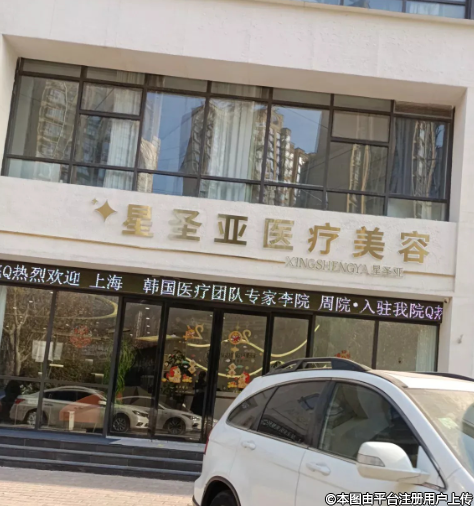 星圣亚医疗美容
XINGSHENGYA 星圣亚
Q热烈欢迎 上海 韩国医疗团队专家李院 周院·入驻我院Q热
©本图由平台注册用户上传